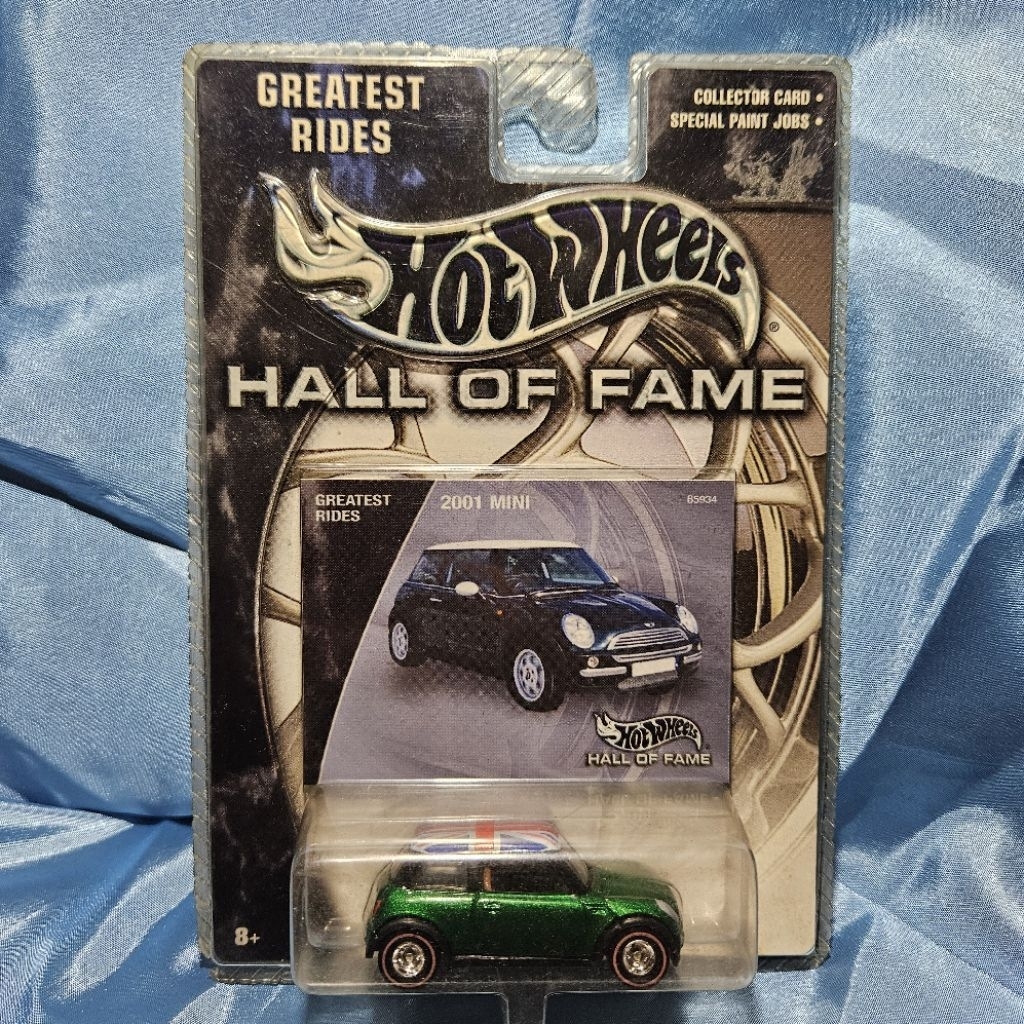 GREATEST
RIDES
COLLECTOR CARD •
SPECIAL PAINT JOBS •
Hot Wheels ®
HALL OF FAME
GREATEST
RIDES
2001 MINI
65934
Hot Wheels
HALL OF FAME
8+